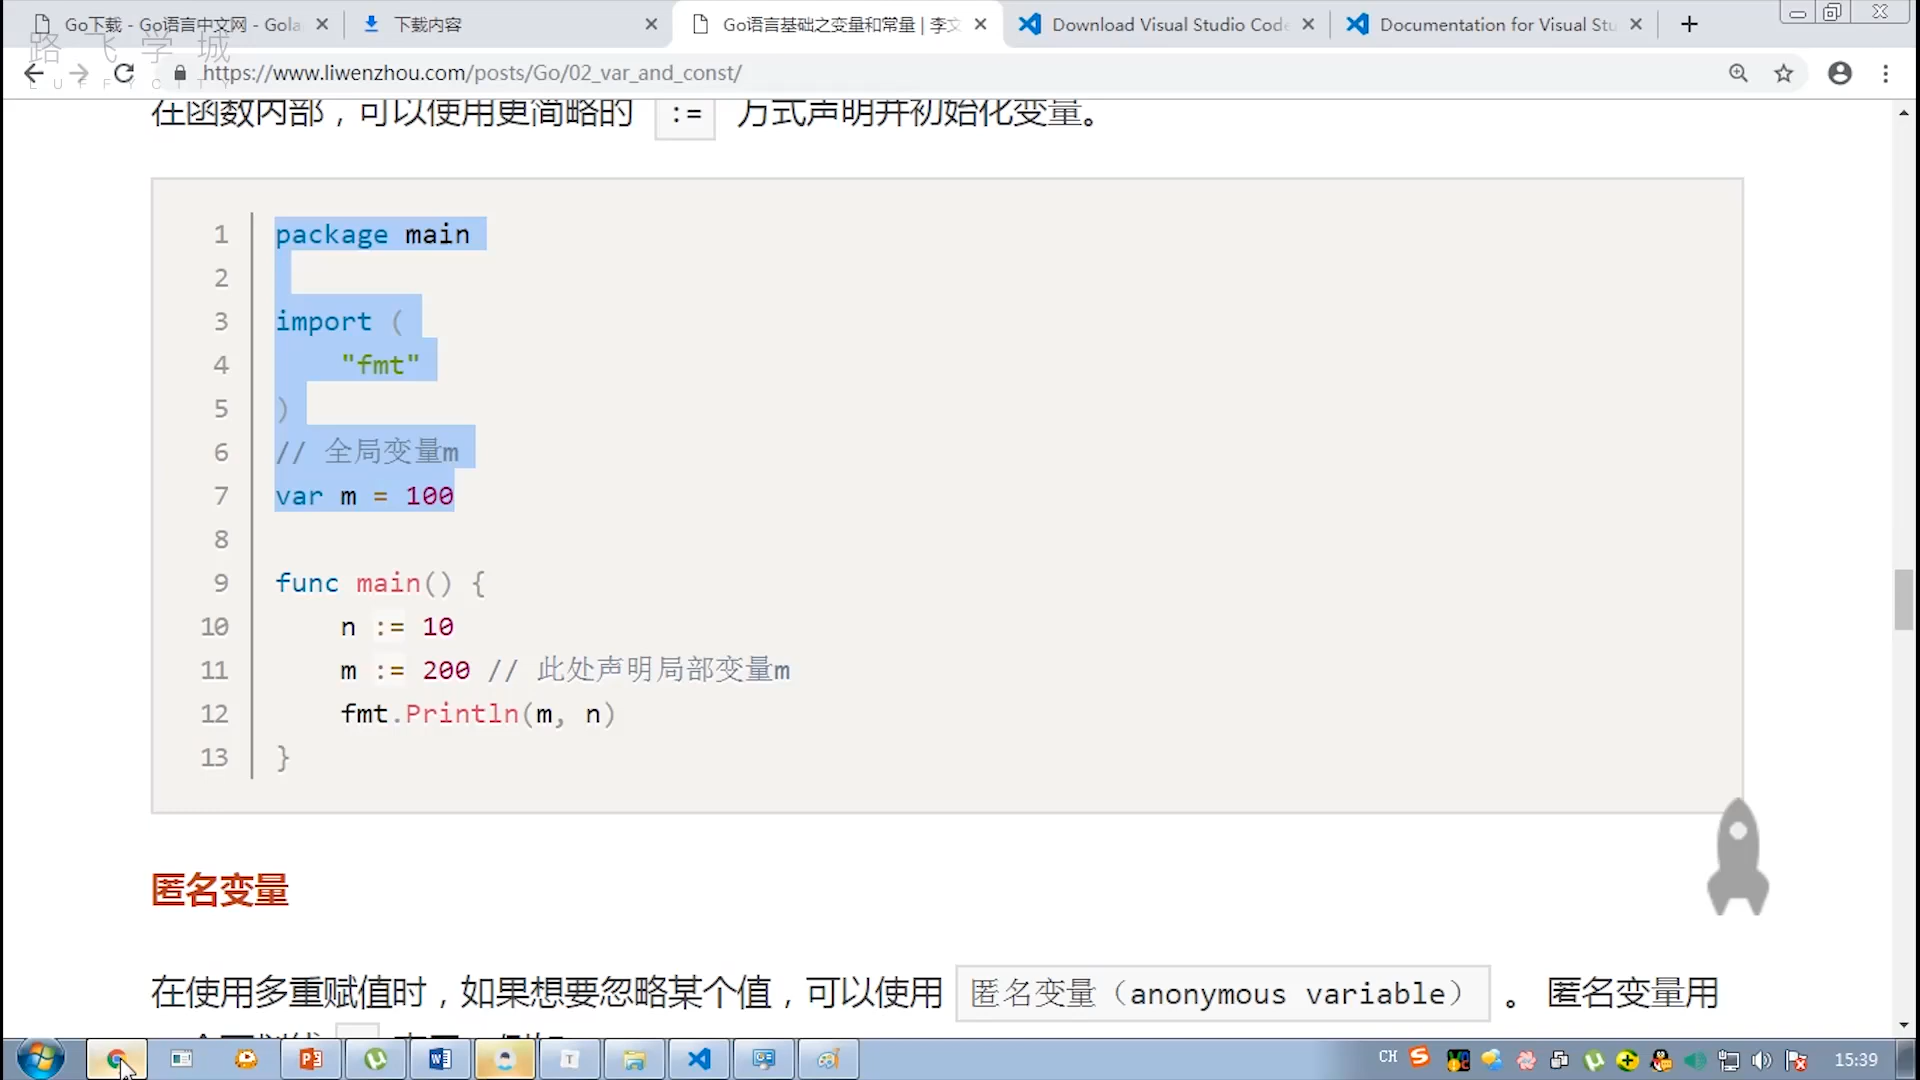 Go下载 - Go语言中文网 - Gola
下载内容
Go语言基础之变量和常量 | 李文
Download Visual Studio Code
Documentation for Visual Stu
路飞学城
LUFFYCITY
https://www.liwenzhou.com/posts/Go/02_var_and_const/
在函数内部，可以使用更简略的 := 方式声明并初始化变量。
1 package main
2
3 import (
4 "fmt"
5 )
6 // 全局变量m
7 var m = 100
8
9 func main() {
10 n := 10
11 m := 200 // 此处声明局部变量m
12 fmt.Println(m, n)
13 }
匿名变量
在使用多重赋值时，如果想要忽略某个值，可以使用 匿名变量（anonymous variable） 。 匿名变量用
CH
15:39